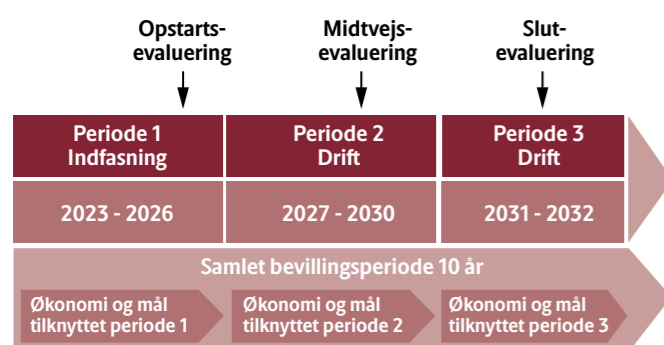 Opstarts-
evaluering
Midtvejs-
evaluering
Slut-
evaluering
Periode 1
Indfasning
Periode 2
Drift
Periode 3
Drift
2023 - 2026
2027 - 2030
2031 - 2032
Samlet bevillingsperiode 10 år
Økonomi og mål
tilknyttet periode 1
Økonomi og mål
tilknyttet periode 2
Økonomi og mål
tilknyttet periode 3